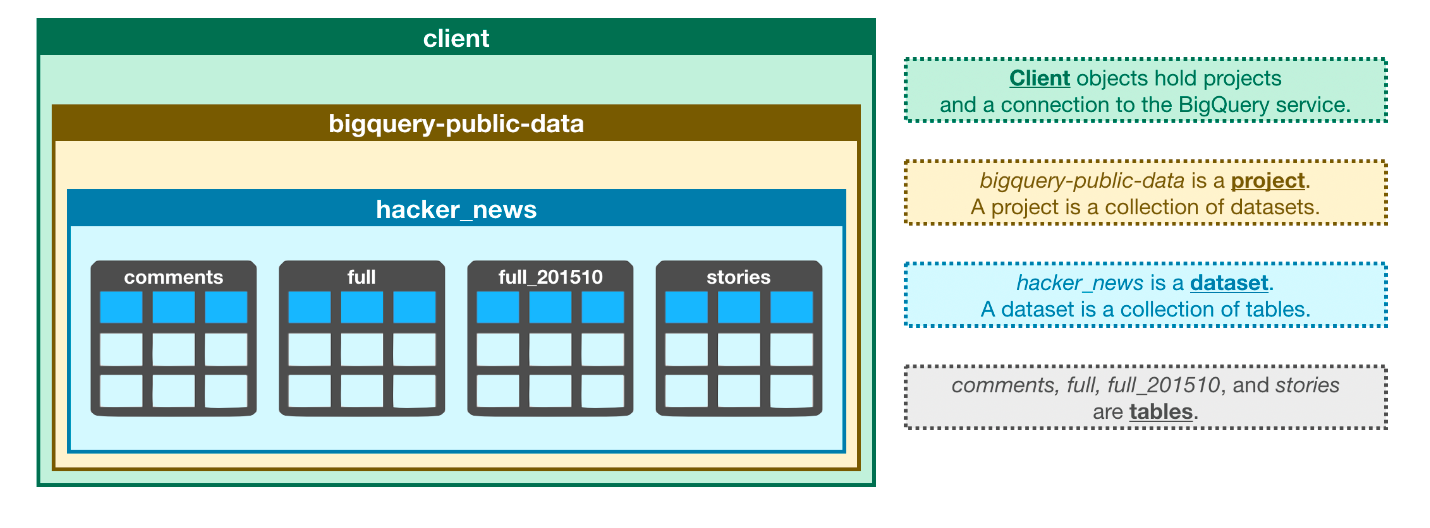 client
bigquery-public-data
hacker_news
comments
full
full_201510
stories
Client objects hold projects
and a connection to the BigQuery service.
bigquery-public-data is a project.
A project is a collection of datasets.
hacker_news is a dataset.
A dataset is a collection of tables.
comments, full, full_201510, and stories
are tables.